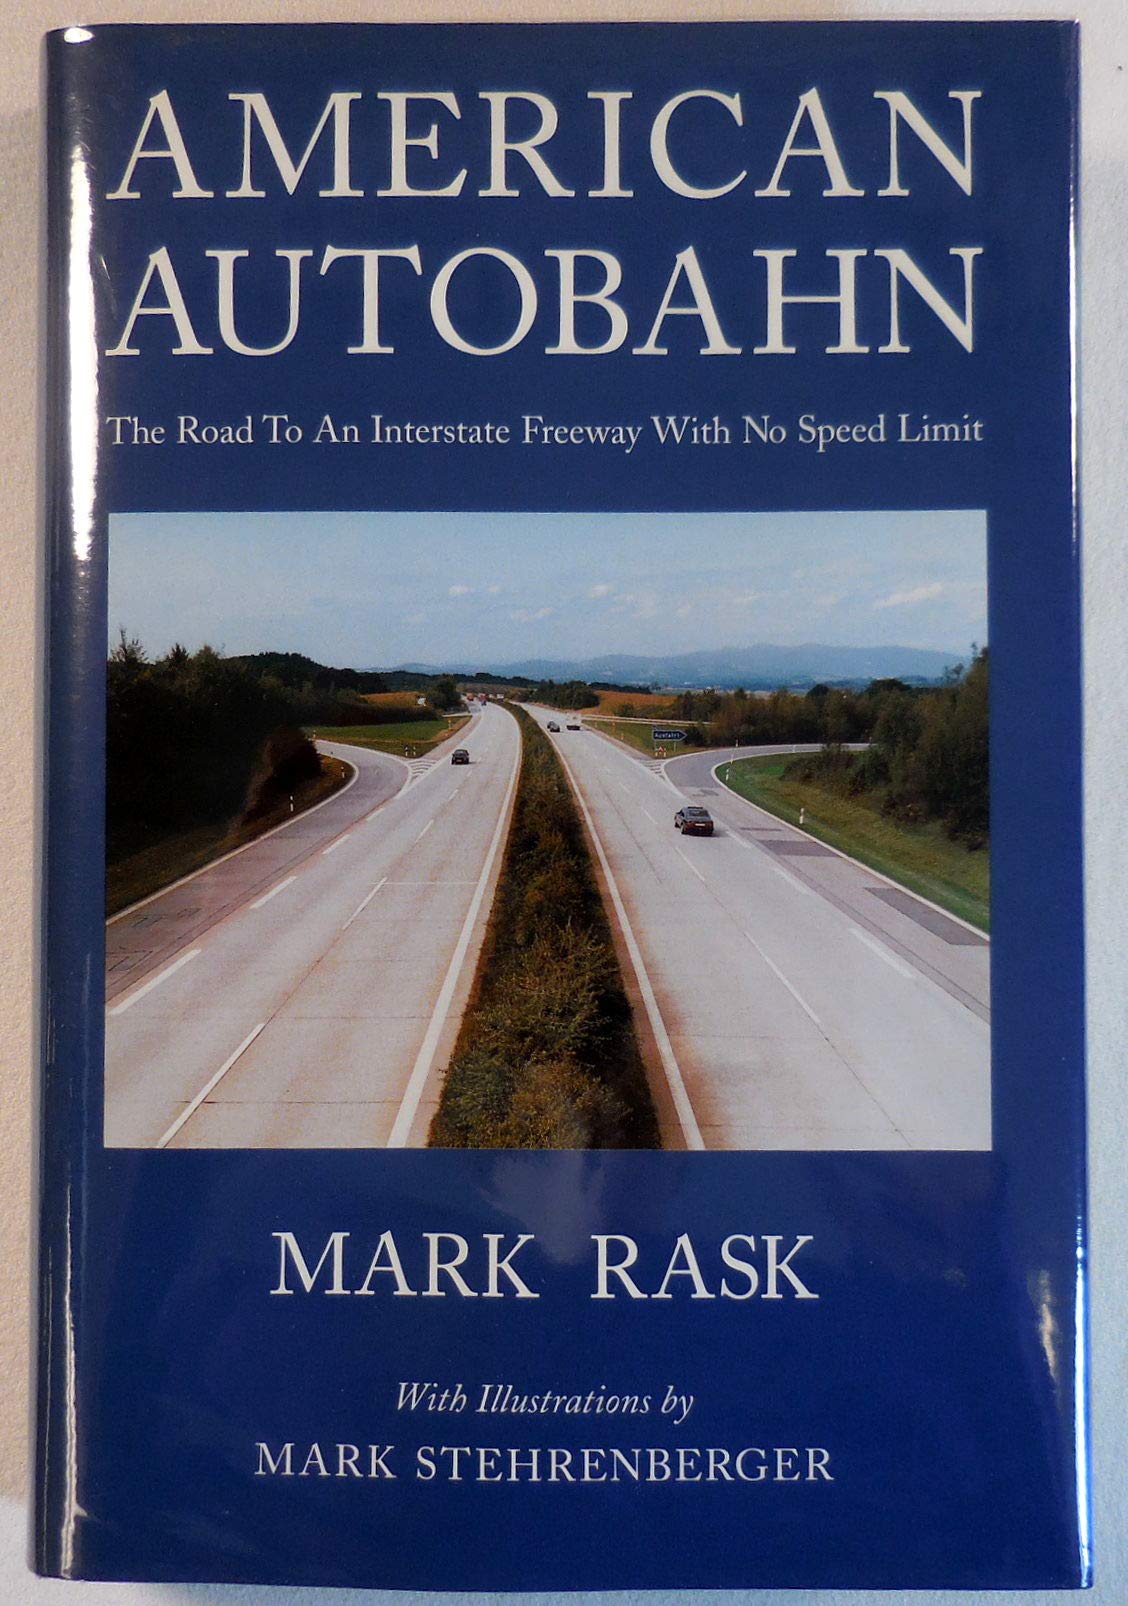 AMERICAN
AUTOBAHN
The Road To An Interstate Freeway With No Speed Limit
Ausfahrt
MARK RASK
With Illustrations by
MARK STEHRENBERGER